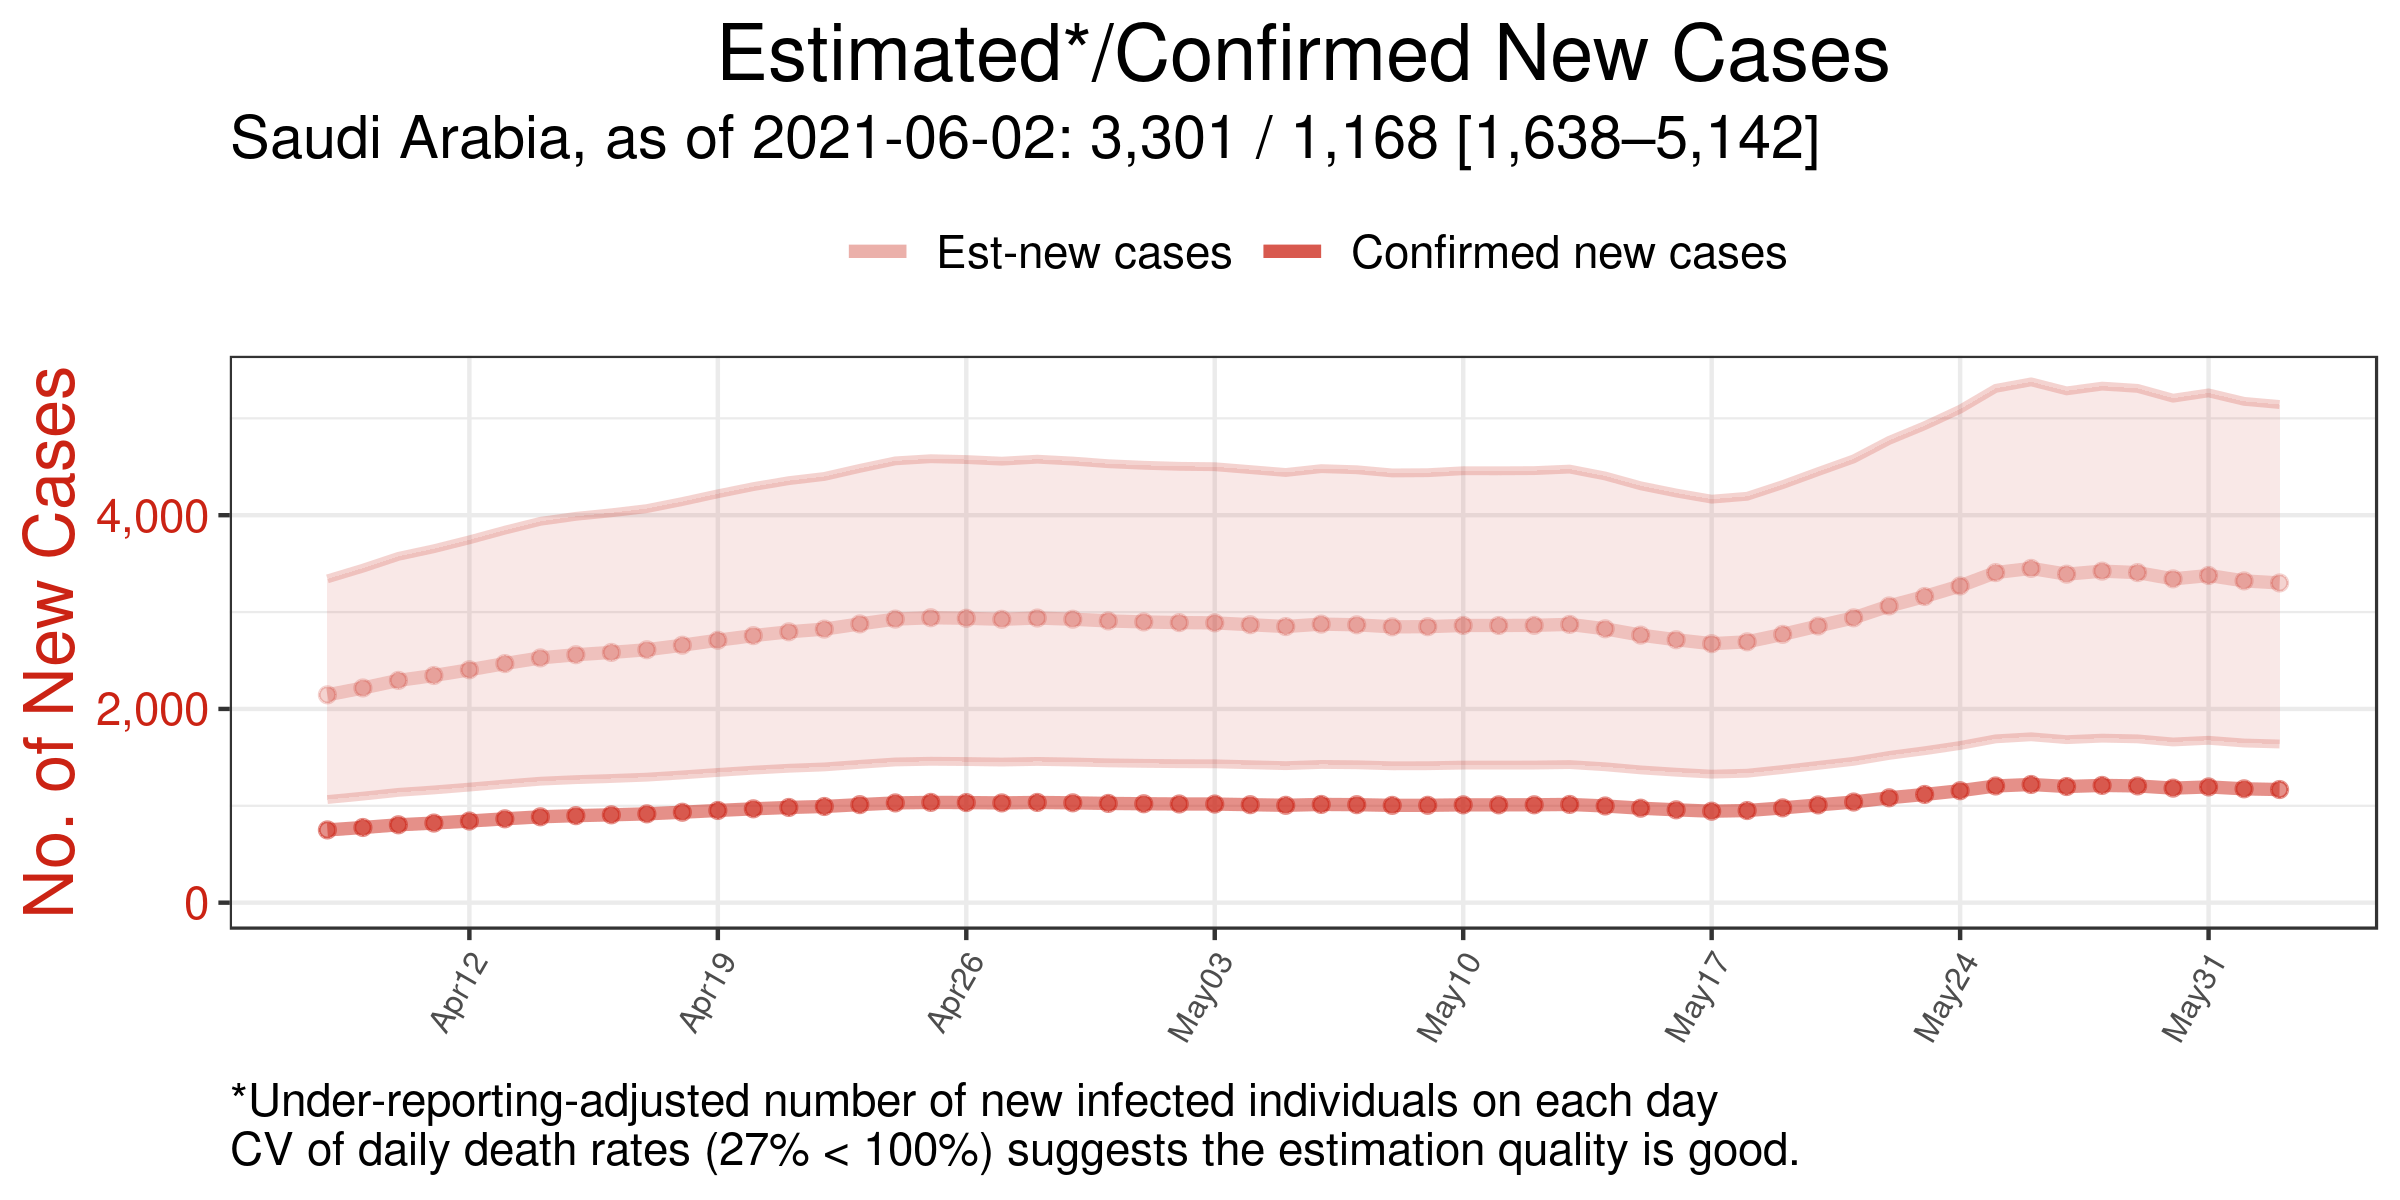 Estimated*/Confirmed New Cases
Saudi Arabia, as of 2021-06-02: 3,301 / 1,168 [1,638–5,142]
Est-new cases
Confirmed new cases
No. of New Cases
4,000
2,000
0
Apr12
Apr19
Apr26
May03
May10
May17
May24
May31
*Under-reporting-adjusted number of new infected individuals on each day
CV of daily death rates (27% < 100%) suggests the estimation quality is good.